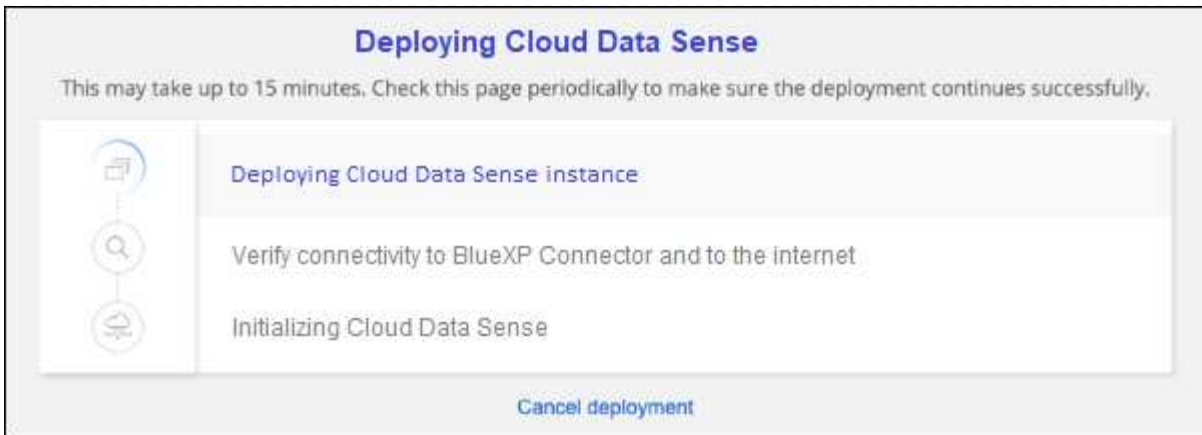 Deploying Cloud Data Sense
This may take up to 15 minutes. Check this page periodically to make sure the deployment continues successfully.
Deploying Cloud Data Sense instance
Verify connectivity to BlueXP Connector and to the internet
Initializing Cloud Data Sense
Cancel deployment